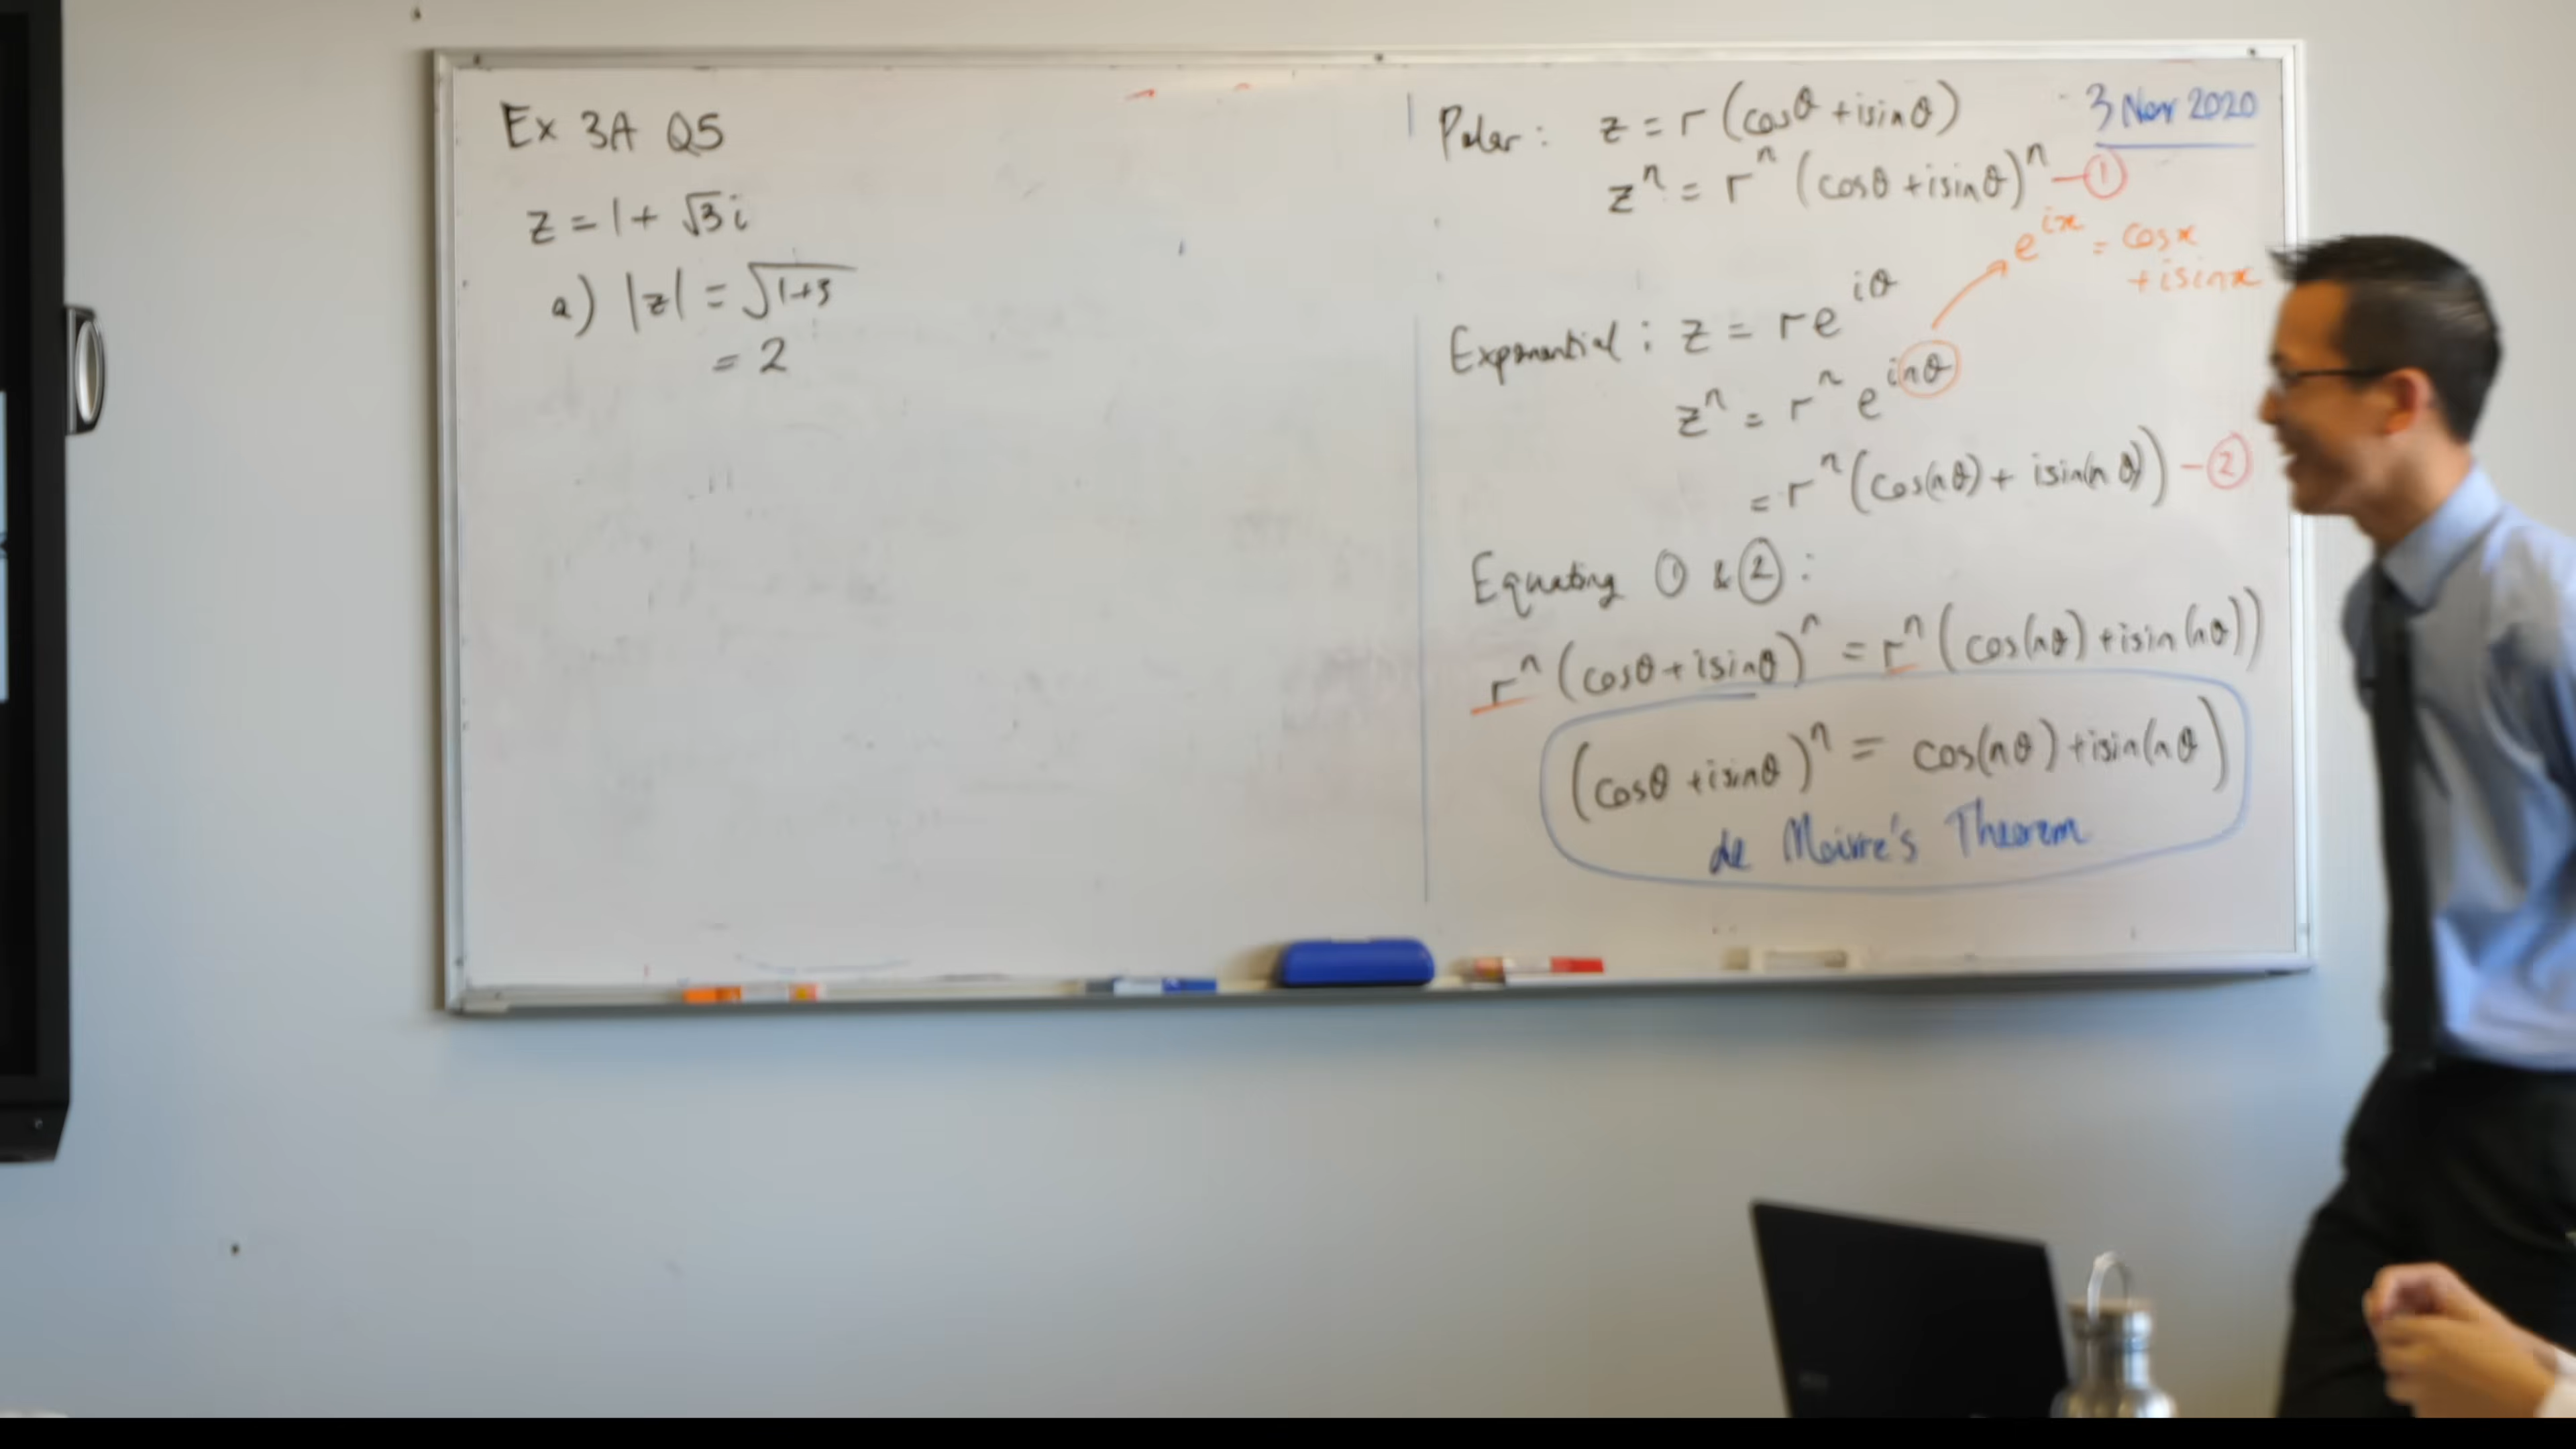 Ex 3A Q5
z = 1 + √3 i
a) |z| = √(1+3)
= 2
3 Nov 2020
Polar: z = r (cosθ + isinθ)
zⁿ = rⁿ (cosθ + isinθ)ⁿ —①
e^(ix) = cosx
+ isinx
Exponential: z = re^(iθ)
zⁿ = rⁿ e^(inθ)
= rⁿ (cos(nθ) + isin(nθ)) —②
Equating ① & ②:
rⁿ (cosθ + isinθ)ⁿ = rⁿ (cos(nθ) + isin(nθ))
(cosθ + isinθ)ⁿ = cos(nθ) + isin(nθ)
de Moivre's Theorem